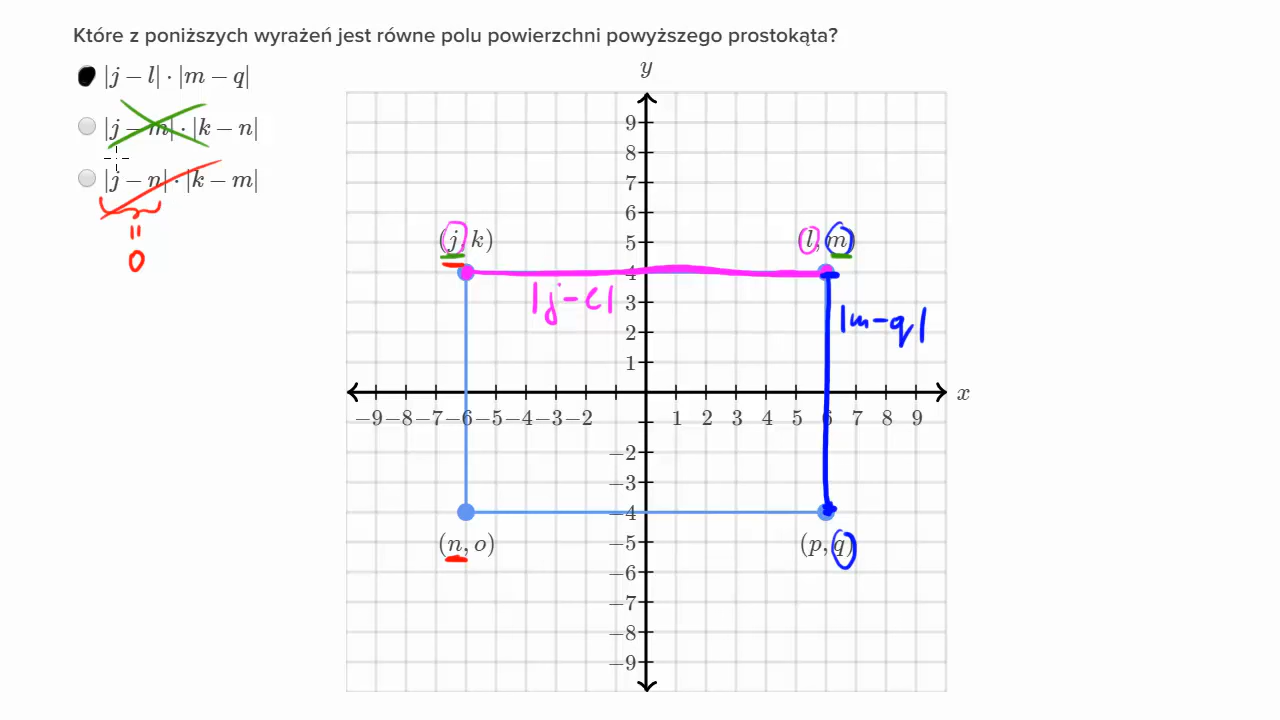 Które z poniższych wyrażeń jest równe polu powierzchni powyższego prostokąta?
|j − l| · |m − q|
|j − m| · |k − n|
|j − n| · |k − m|
=
0
y
9
8
7
6
(j, k) 5 (l, m)
4
|j−l| 3 |m−q|
2
1
x
−9 −8 −7 −6 −5 −4 −3 −2 1 2 3 4 5 6 7 8 9
−2
−3
−4
(n, o) −5 (p, q)
−6
−7
−8
−9